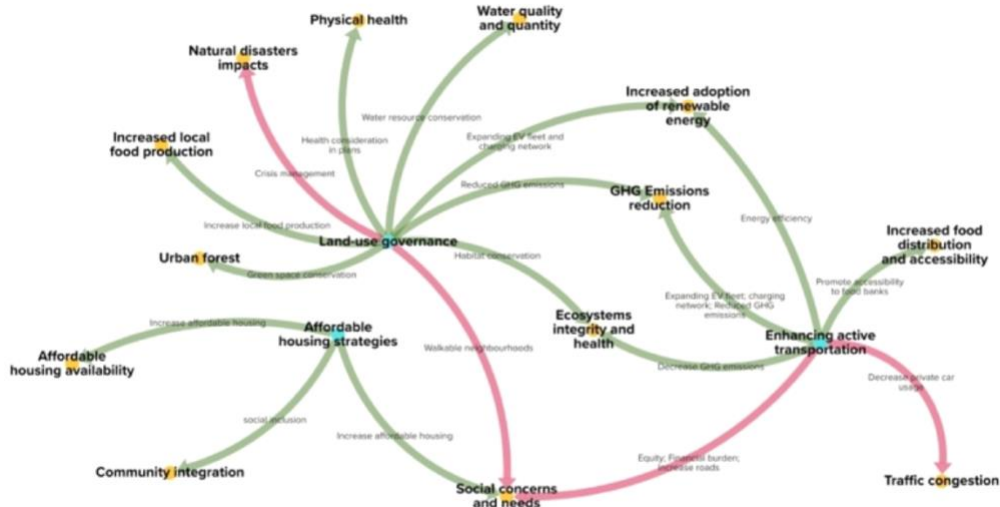 Physical health
Water quality
and quantity
Natural disasters
impacts
Increased adoption
of renewable
energy
Water resource conservation
Increased local
food production
Health consideration
in plans
Expanding EV fleet and
charging network
Crisis management
Reduced GHG emissions
GHG Emissions
reduction
Energy efficiency
Increase local food production
Land-use governance
Increased food
distribution
and accessibility
Urban forest
Green space conservation
Habitat conservation
Promote accessibility
to food banks
Expanding EV fleet; charging
network; Reduced GHG
emissions
Increase affordable housing
Affordable
housing strategies
Ecosystems
integrity and
health
Enhancing active
transportation
Walkable neighbourhoods
Affordable
housing availability
Decrease GHG emissions
Decrease private car
usage
social inclusion
Increase affordable housing
Equity; Financial burden;
Increase roads
Community integration
Social concerns
and needs
Traffic congestion